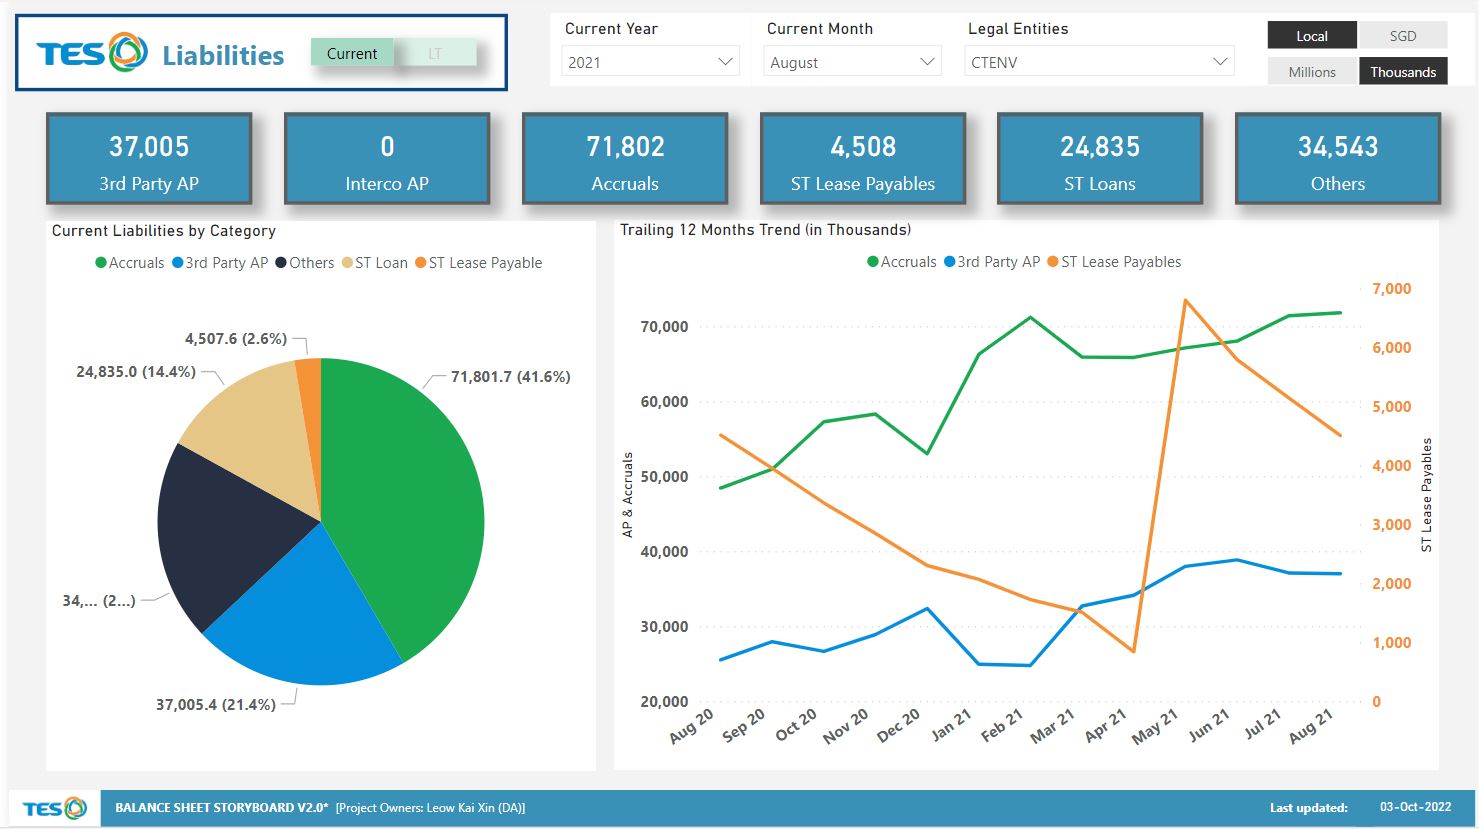 TES Liabilities
Current
LT
Current Year
2021
Current Month
August
Legal Entities
CTENV
Local
SGD
Millions
Thousands
37,005
3rd Party AP
0
Interco AP
71,802
Accruals
4,508
ST Lease Payables
24,835
ST Loans
34,543
Others
Current Liabilities by Category
Accruals 3rd Party AP Others ST Loan ST Lease Payable
4,507.6 (2.6%)
24,835.0 (14.4%)
71,801.7 (41.6%)
34,... (2...)
37,005.4 (21.4%)
Trailing 12 Months Trend (in Thousands)
Accruals 3rd Party AP ST Lease Payables
AP & Accruals
70,000
60,000
50,000
40,000
30,000
20,000
7,000
6,000
5,000
4,000
3,000
2,000
1,000
0
ST Lease Payables
Aug 20
Sep 20
Oct 20
Nov 20
Dec 20
Jan 21
Feb 21
Mar 21
Apr 21
May 21
Jun 21
Jul 21
Aug 21
TES
BALANCE SHEET STORYBOARD V2.0* [Project Owners: Leow Kai Xin (DA)]
Last updated: 03-Oct-2022